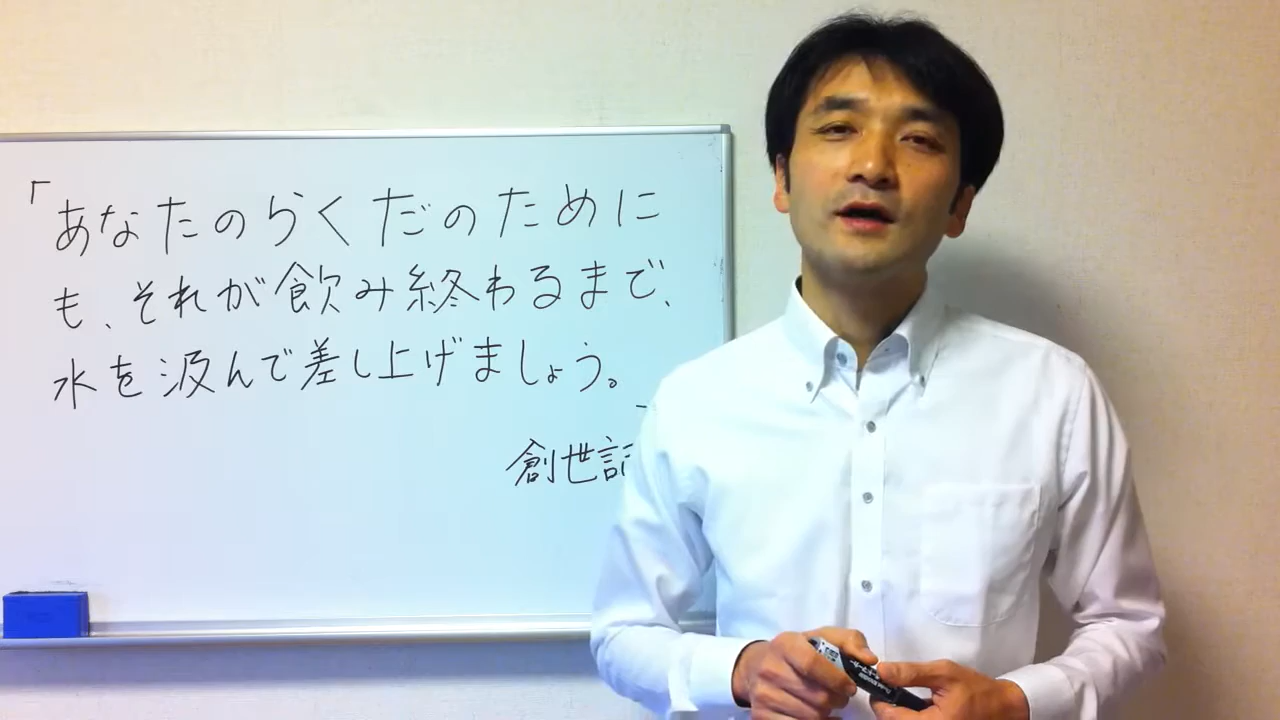 「あなたのらくだのために
も、それが飲み終わるまで、
水を汲んで差し上げましょう。
創世記